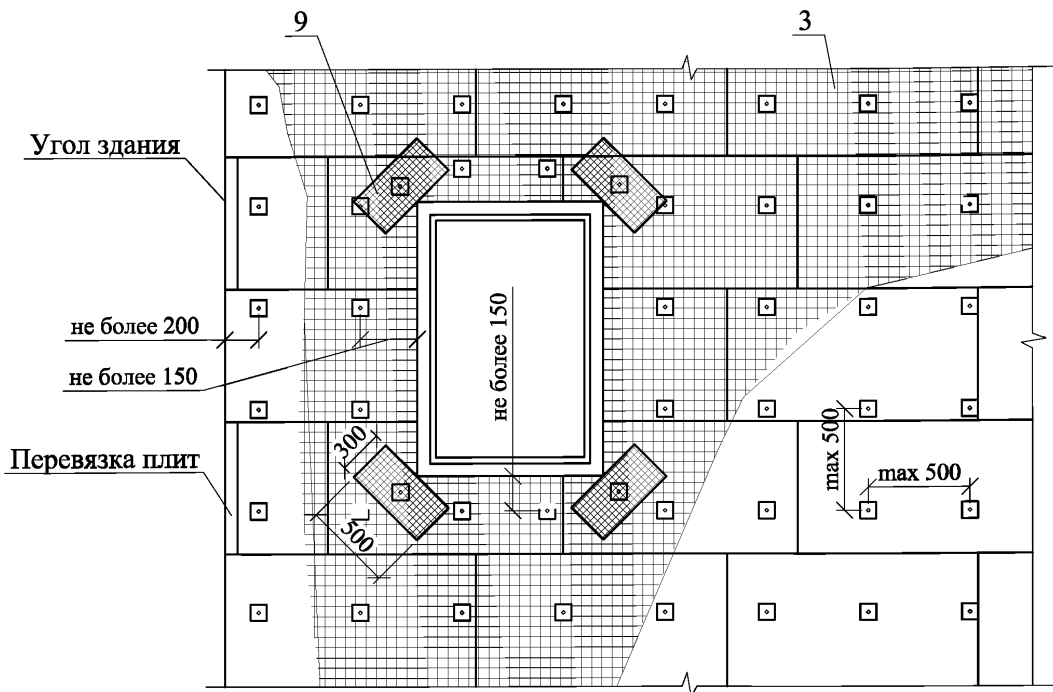 9
3
Угол здания
не более 200
не более 150
не более 150
Перевязка плит
300
500
max 500
max 500